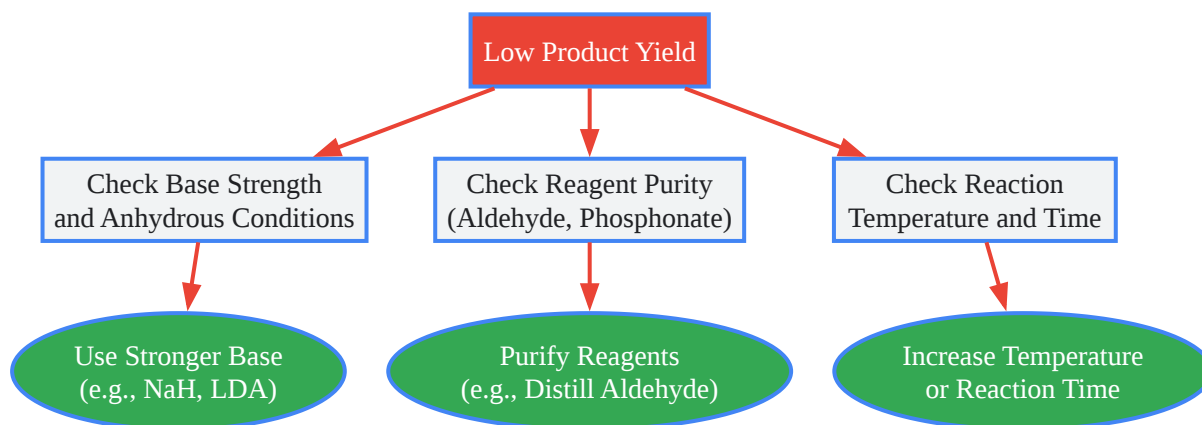 Low Product Yield
Check Base Strength
and Anhydrous Conditions
Check Reagent Purity
(Aldehyde, Phosphonate)
Check Reaction
Temperature and Time
Use Stronger Base
(e.g., NaH, LDA)
Purify Reagents
(e.g., Distill Aldehyde)
Increase Temperature
or Reaction Time